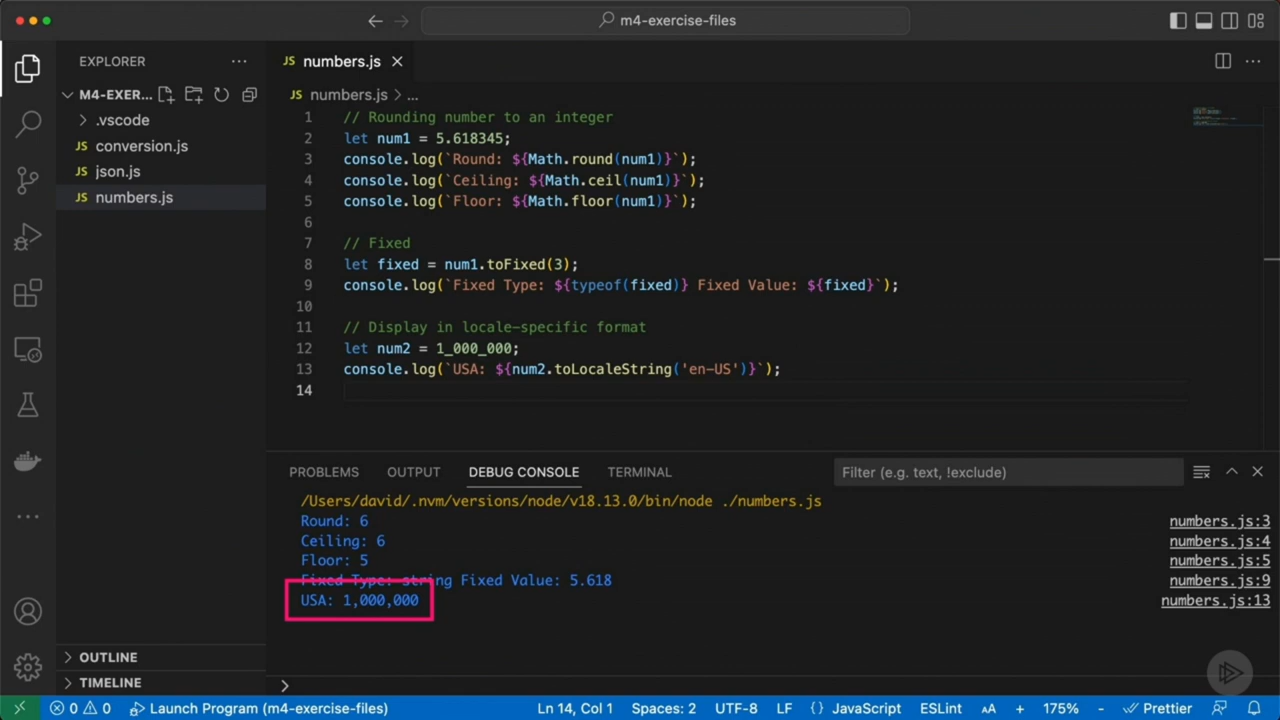 m4-exercise-files
EXPLORER
JS numbers.js
M4-EXER...
JS numbers.js > ...
.vscode
JS conversion.js
JS json.js
JS numbers.js
1 // Rounding number to an integer
2 let num1 = 5.618345;
3 console.log(`Round: ${Math.round(num1)}`);
4 console.log(`Ceiling: ${Math.ceil(num1)}`);
5 console.log(`Floor: ${Math.floor(num1)}`);
6
7 // Fixed
8 let fixed = num1.toFixed(3);
9 console.log(`Fixed Type: ${typeof(fixed)} Fixed Value: ${fixed}`);
10
11 // Display in locale-specific format
12 let num2 = 1_000_000;
13 console.log(`USA: ${num2.toLocaleString('en-US')}`);
14
PROBLEMS OUTPUT DEBUG CONSOLE TERMINAL Filter (e.g. text, !exclude)
/Users/david/.nvm/versions/node/v18.13.0/bin/node ./numbers.js
Round: 6 numbers.js:3
Ceiling: 6 numbers.js:4
Floor: 5 numbers.js:5
Fixed Type: string Fixed Value: 5.618 numbers.js:9
USA: 1,000,000 numbers.js:13
OUTLINE
TIMELINE
0 0 Launch Program (m4-exercise-files) Ln 14, Col 1 Spaces: 2 UTF-8 LF {} JavaScript ESLint AA + 175% - Prettier